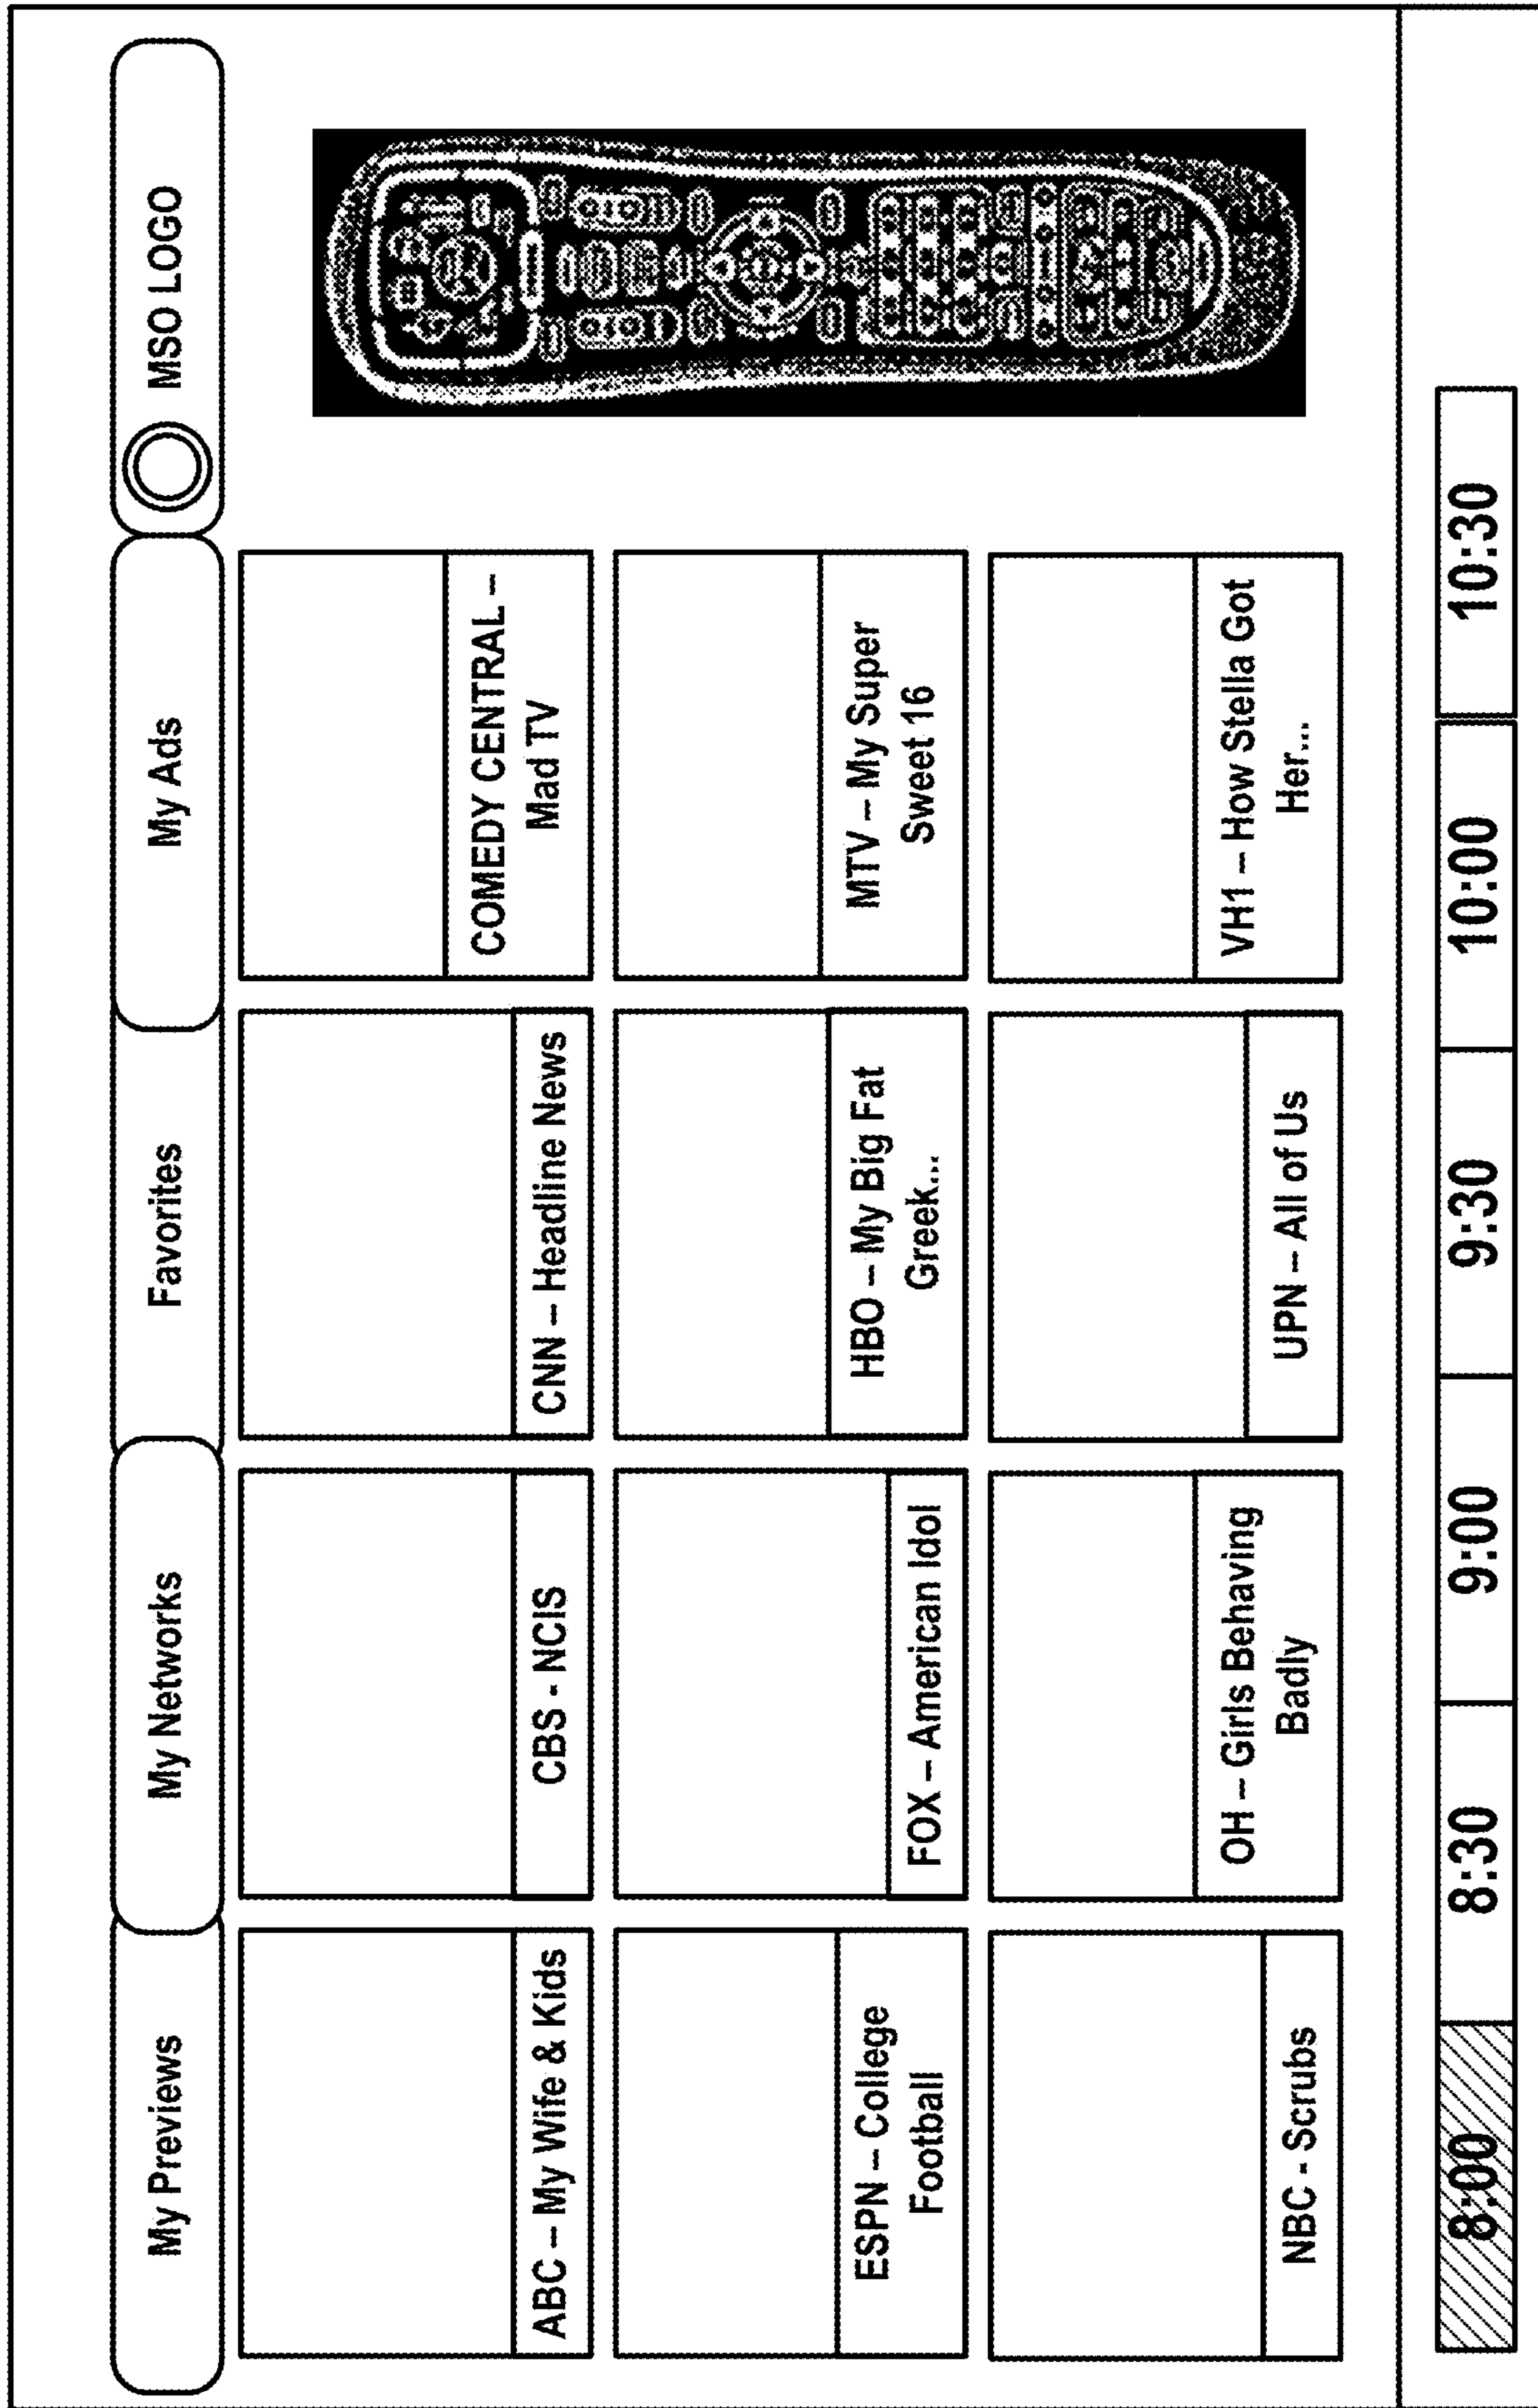 My Previews
My Networks
Favorites
My Ads
MSO LOGO
ABC – My Wife & Kids
CBS - NCIS
CNN – Headline News
COMEDY CENTRAL –
Mad TV
ESPN – College
Football
FOX – American Idol
HBO – My Big Fat
Greek...
MTV – My Super
Sweet 16
NBC - Scrubs
OH – Girls Behaving
Badly
UPN – All of Us
VH1 – How Stella Got
Her...
8:00
8:30
9:00
9:30
10:00
10:30